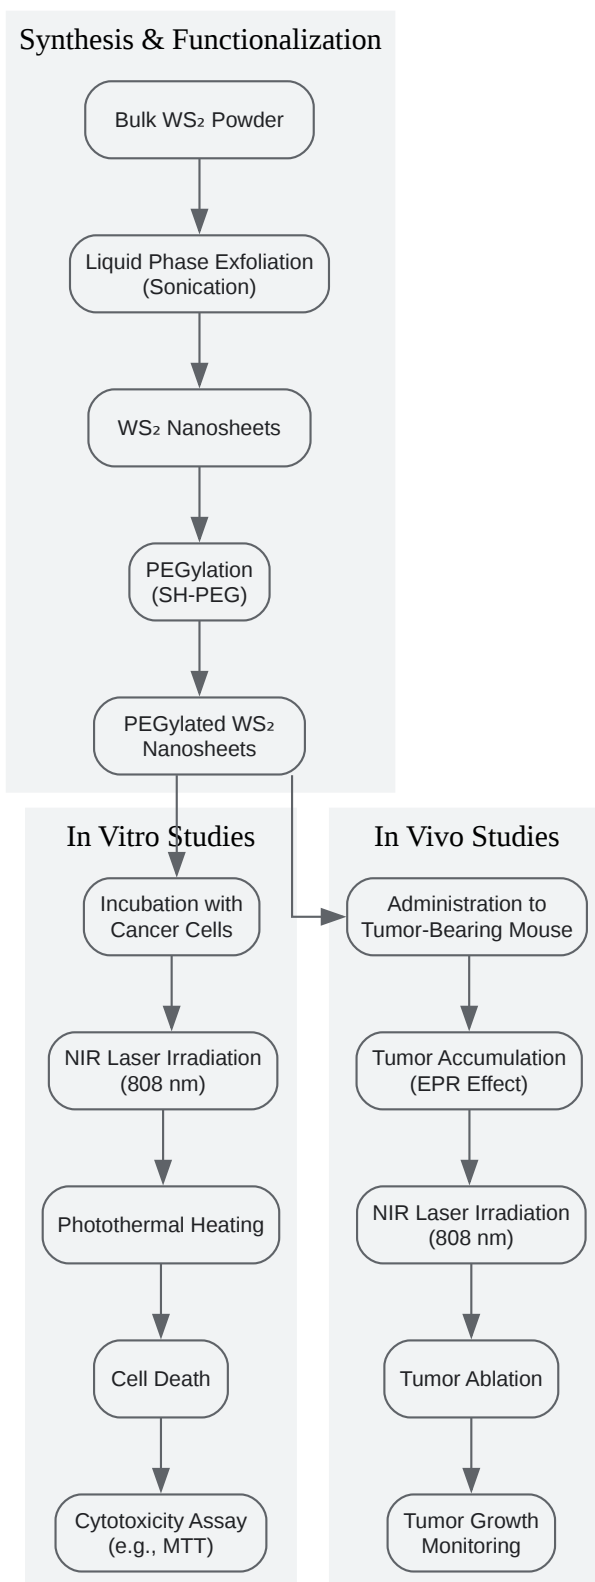 Synthesis & Functionalization
Bulk WS₂ Powder
Liquid Phase Exfoliation
(Sonication)
WS₂ Nanosheets
PEGylation
(SH-PEG)
PEGylated WS₂
Nanosheets
In Vitro Studies
Incubation with
Cancer Cells
NIR Laser Irradiation
(808 nm)
Photothermal Heating
Cell Death
Cytotoxicity Assay
(e.g., MTT)
In Vivo Studies
Administration to
Tumor-Bearing Mouse
Tumor Accumulation
(EPR Effect)
NIR Laser Irradiation
(808 nm)
Tumor Ablation
Tumor Growth
Monitoring